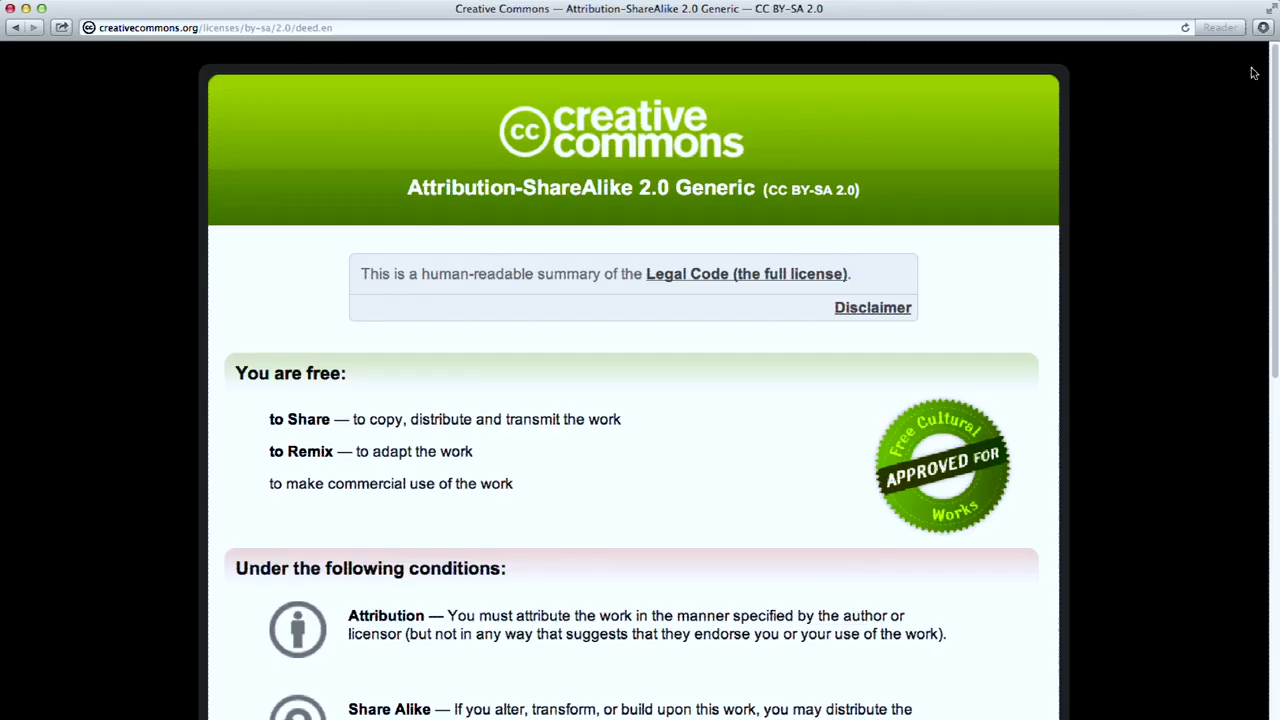 Creative Commons — Attribution-ShareAlike 2.0 Generic — CC BY-SA 2.0
creativecommons.org/licenses/by-sa/2.0/deed.en
Reader
cc creative commons
Attribution-ShareAlike 2.0 Generic (CC BY-SA 2.0)
This is a human-readable summary of the Legal Code (the full license).
Disclaimer
You are free:
to Share — to copy, distribute and transmit the work
to Remix — to adapt the work
to make commercial use of the work
Free Cultural
APPROVED FOR
Works
Under the following conditions:
Attribution — You must attribute the work in the manner specified by the author or
licensor (but not in any way that suggests that they endorse you or your use of the work).
Share Alike — If you alter, transform, or build upon this work, you may distribute the